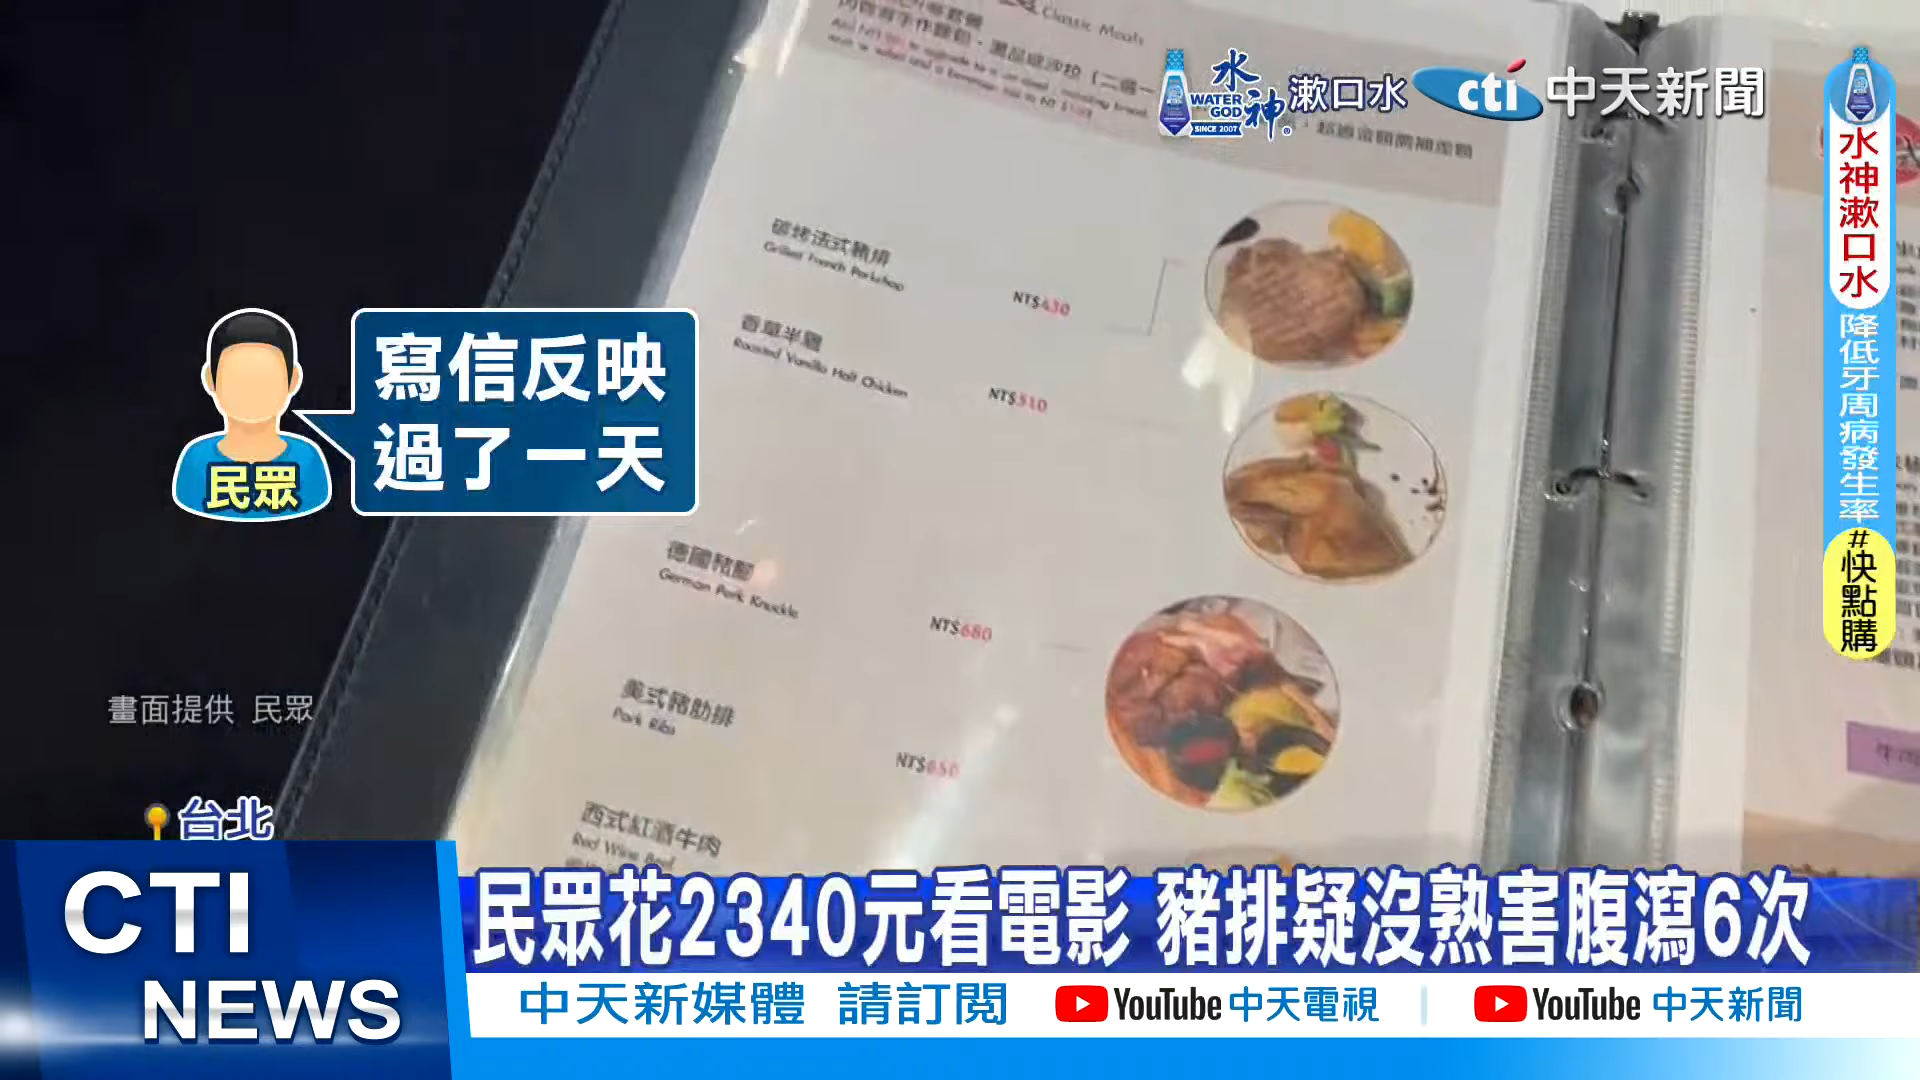 Classic Meals
水神
WATER GOD
SINCE 2007
漱口水
cti 中天新聞
水神漱口水
降低牙周病發生率
#快點購
碳烤法式豬排
Grilled French Porkchop
NT$430
香草半雞
Roasted Vanilla Half Chicken
NT$510
寫信反映
過了一天
民眾
德國豬腳
German Pork Knuckle
NT$680
美式豬肋排
Pork Ribs
NT$650
畫面提供 民眾
台北
西式紅酒牛肉
Red Wine Beef
CTI
NEWS
民眾花2340元看電影 豬排疑沒熟害腹瀉6次
中天新媒體 請訂閱 YouTube 中天電視 YouTube 中天新聞